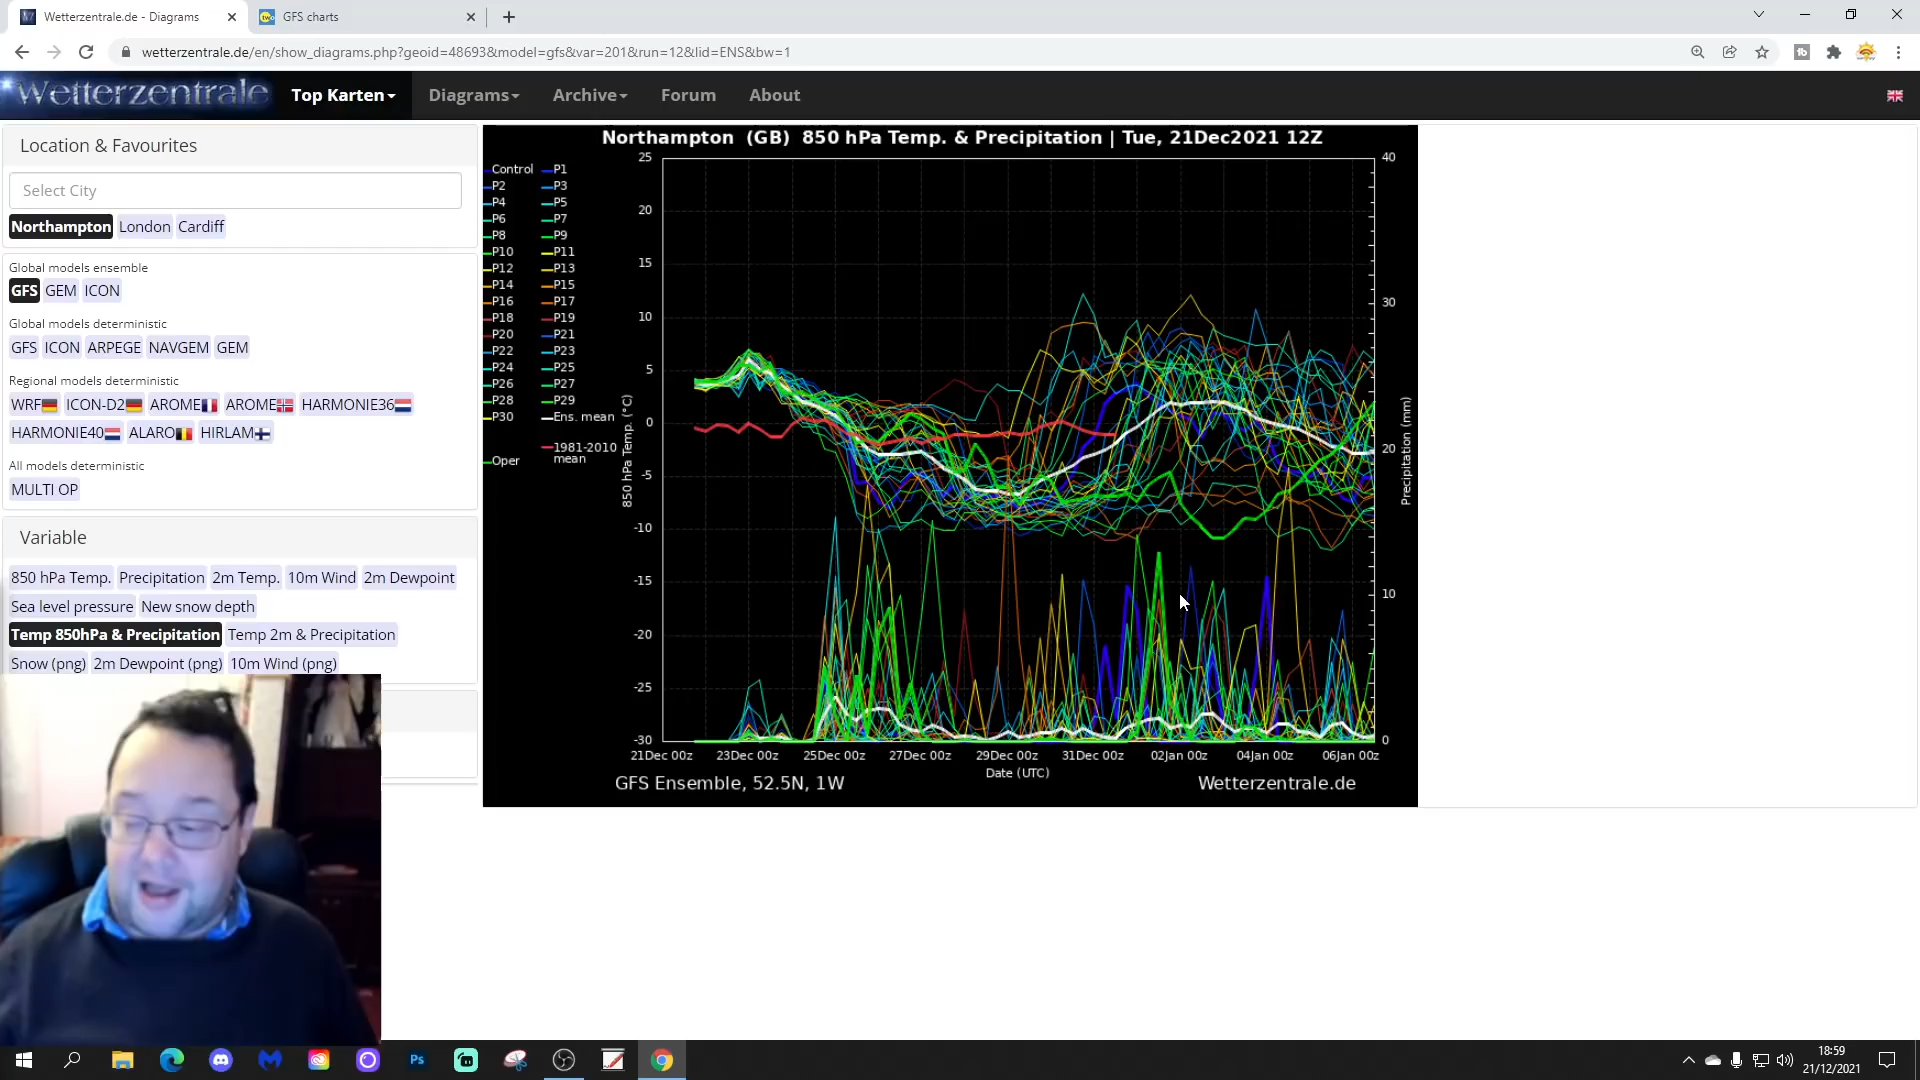 Wetterzentrale.de - Diagrams
GFS charts
wetterzentrale.de/en/show_diagrams.php?geoid=48693&model=gfs&var=201&run=12&lid=ENS&bw=1
Wetterzentrale Top Karten Diagrams Archive Forum About
Location & Favourites
Select City
Northampton London Cardiff
Global models ensemble
GFS GEM ICON
Global models deterministic
GFS ICON ARPEGE NAVGEM GEM
Regional models deterministic
WRF ICON-D2 AROME AROME HARMONIE36
HARMONIE40 ALARO HIRLAM
All models deterministic
MULTI OP
Variable
850 hPa Temp. Precipitation 2m Temp. 10m Wind 2m Dewpoint
Sea level pressure New snow depth
Temp 850hPa & Precipitation Temp 2m & Precipitation
Snow (png) 2m Dewpoint (png) 10m Wind (png)
Northampton (GB) 850 hPa Temp. & Precipitation | Tue, 21Dec2021 12Z
Control P1
P2 P3
P4 P5
P6 P7
P8 P9
P10 P11
P12 P13
P14 P15
P16 P17
P18 P19
P20 P21
P22 P23
P24 P25
P26 P27
P28 P29
P30 Ens. mean
1981-2010
mean
Oper
850 hPa Temp. (°C)
25
20
15
10
5
0
-5
-10
-15
-20
-25
-30
40
30
20
10
0
Precipitation (mm)
21Dec 00z 23Dec 00z 25Dec 00z 27Dec 00z 29Dec 00z 31Dec 00z 02Jan 00z 04Jan 00z 06Jan 00z
Date (UTC)
GFS Ensemble, 52.5N, 1W Wetterzentrale.de
Ps
18:59
21/12/2021